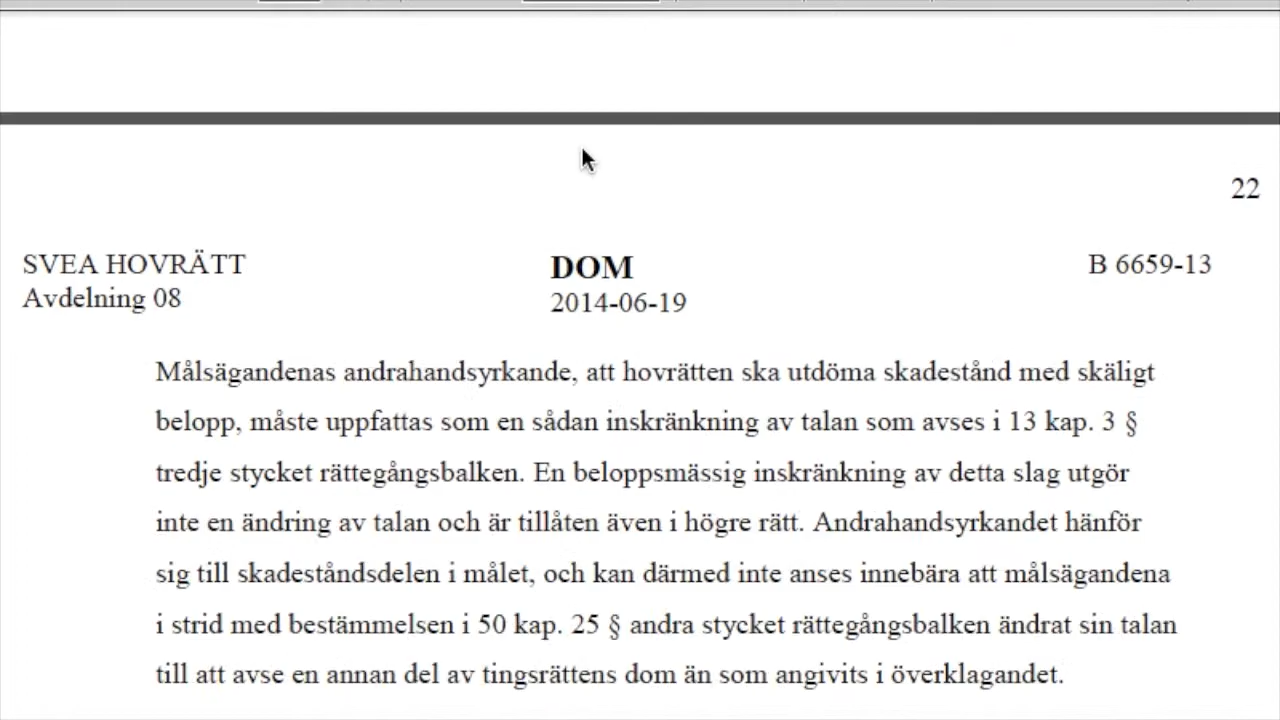 22
SVEA HOVRÄTT DOM B 6659-13
Avdelning 08 2014-06-19
Målsägandenas andrahandsyrkande, att hovrätten ska utdöma skadestånd med skäligt
belopp, måste uppfattas som en sådan inskränkning av talan som avses i 13 kap. 3 §
tredje stycket rättegångsbalken. En beloppsmässig inskränkning av detta slag utgör
inte en ändring av talan och är tillåten även i högre rätt. Andrahandsyrkandet hänför
sig till skadeståndsdelen i målet, och kan därmed inte anses innebära att målsägandena
i strid med bestämmelsen i 50 kap. 25 § andra stycket rättegångsbalken ändrat sin talan
till att avse en annan del av tingsrättens dom än som angivits i överklagandet.